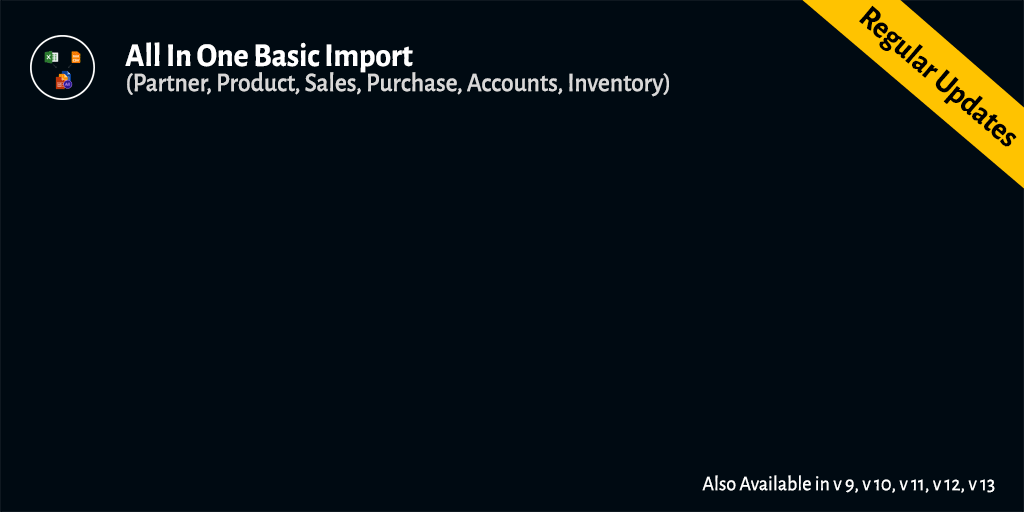 All In One Basic Import
(Partner, Product, Sales, Purchase, Accounts, Inventory)
Regular Updates
Also Available in v 9, v 10, v 11, v 12, v 13